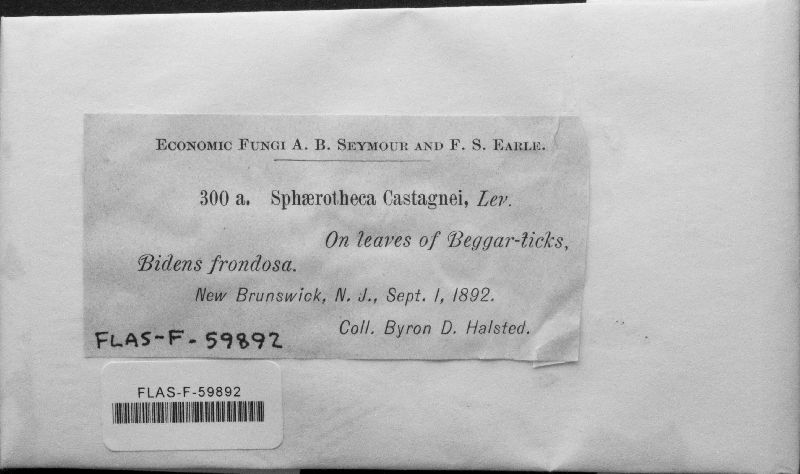 Economic Fungi A. B. Seymour and F. S. Earle.
300 a. Sphærotheca Castagnei, Lev.
On leaves of Beggar-ticks,
Bidens frondosa.
New Brunswick, N. J., Sept. 1, 1892.
Coll. Byron D. Halsted.
FLAS-F-59892
FLAS-F-59892